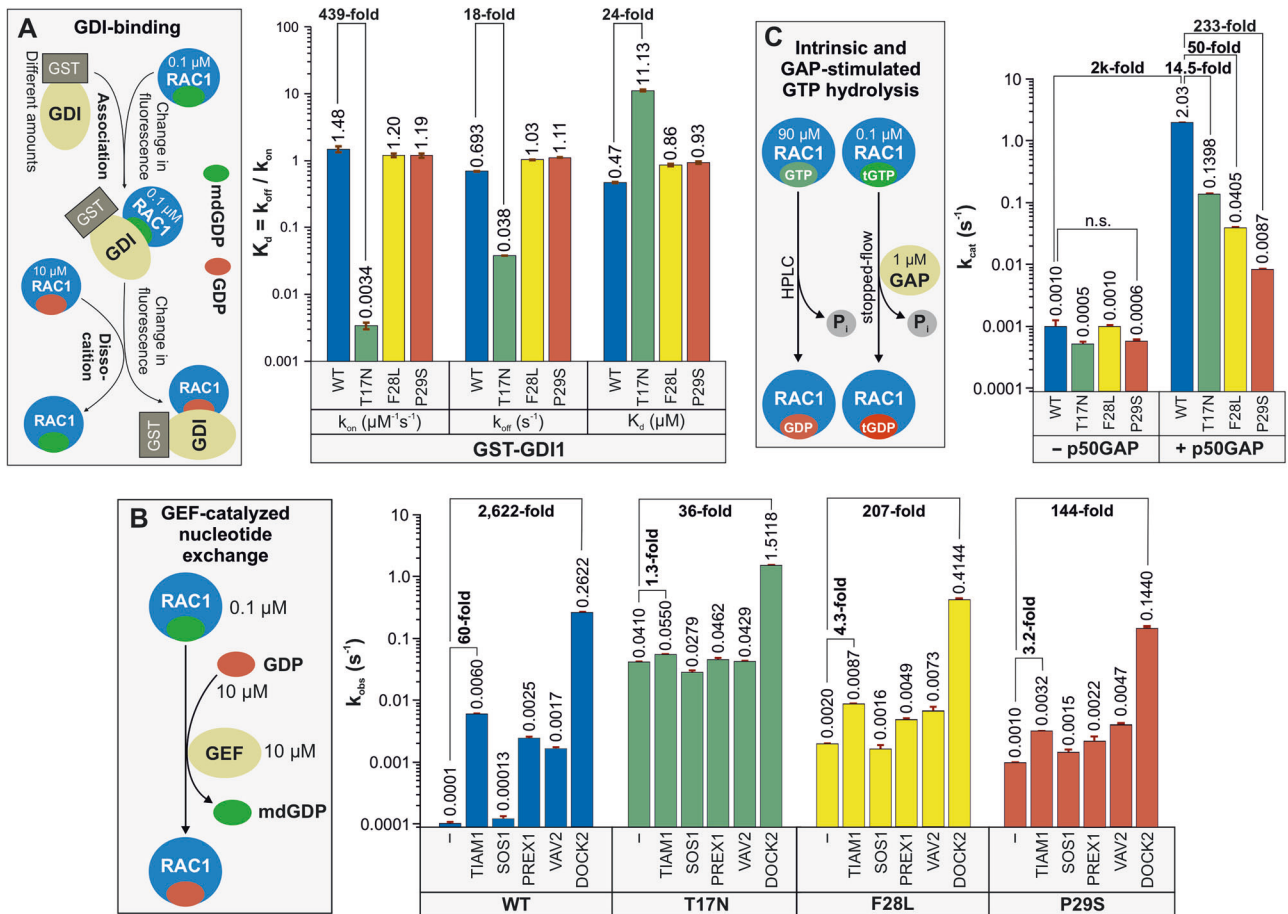 A
GDI-binding
GST
GDI
Different amounts
0.1 µM
RAC1
Association
Change in
fluorescence
GST
GDI
0.1 µM
RAC1
mdGDP
GDP
10 µM
RAC1
Disso-
caition
Change in
fluorescence
RAC1
RAC1
GST
GDI
K_d = k_off / k_on
100
10
1
0.1
0.01
0.001
439-fold
18-fold
24-fold
1.48
0.0034
1.20
1.19
0.693
0.038
1.03
1.11
0.47
11.13
0.86
0.93
WT
T17N
F28L
P29S
WT
T17N
F28L
P29S
WT
T17N
F28L
P29S
k_on (µM⁻¹s⁻¹)
k_off (s⁻¹)
K_d (µM)
GST-GDI1
C
Intrinsic and
GAP-stimulated
GTP hydrolysis
90 µM
RAC1
GTP
0.1 µM
RAC1
tGTP
HPLC
stopped-flow
1 µM
GAP
P_i
P_i
RAC1
GDP
RAC1
tGDP
k_cat (s⁻¹)
10
1.0
0.1
0.01
0.001
0.0001
233-fold
50-fold
2k-fold
14.5-fold
n.s.
0.0010
0.0005
0.0010
0.0006
2.03
0.1398
0.0405
0.0087
WT
T17N
F28L
P29S
WT
T17N
F28L
P29S
– p50GAP
+ p50GAP
B
GEF-catalyzed
nucleotide
exchange
RAC1
0.1 µM
GDP
10 µM
GEF
10 µM
mdGDP
RAC1
k_obs (s⁻¹)
10
1.0
0.1
0.01
0.001
0.0001
2,622-fold
60-fold
0.0001
0.0060
0.00013
0.0025
0.0017
0.2622
36-fold
1.3-fold
0.0410
0.0550
0.0279
0.0462
0.0429
1.5118
207-fold
4.3-fold
0.0020
0.0087
0.0016
0.0049
0.0073
0.4144
144-fold
3.2-fold
0.0010
0.0032
0.0015
0.0022
0.0047
0.1440
–
TIAM1
SOS1
PREX1
VAV2
DOCK2
–
TIAM1
SOS1
PREX1
VAV2
DOCK2
–
TIAM1
SOS1
PREX1
VAV2
DOCK2
–
TIAM1
SOS1
PREX1
VAV2
DOCK2
WT
T17N
F28L
P29S